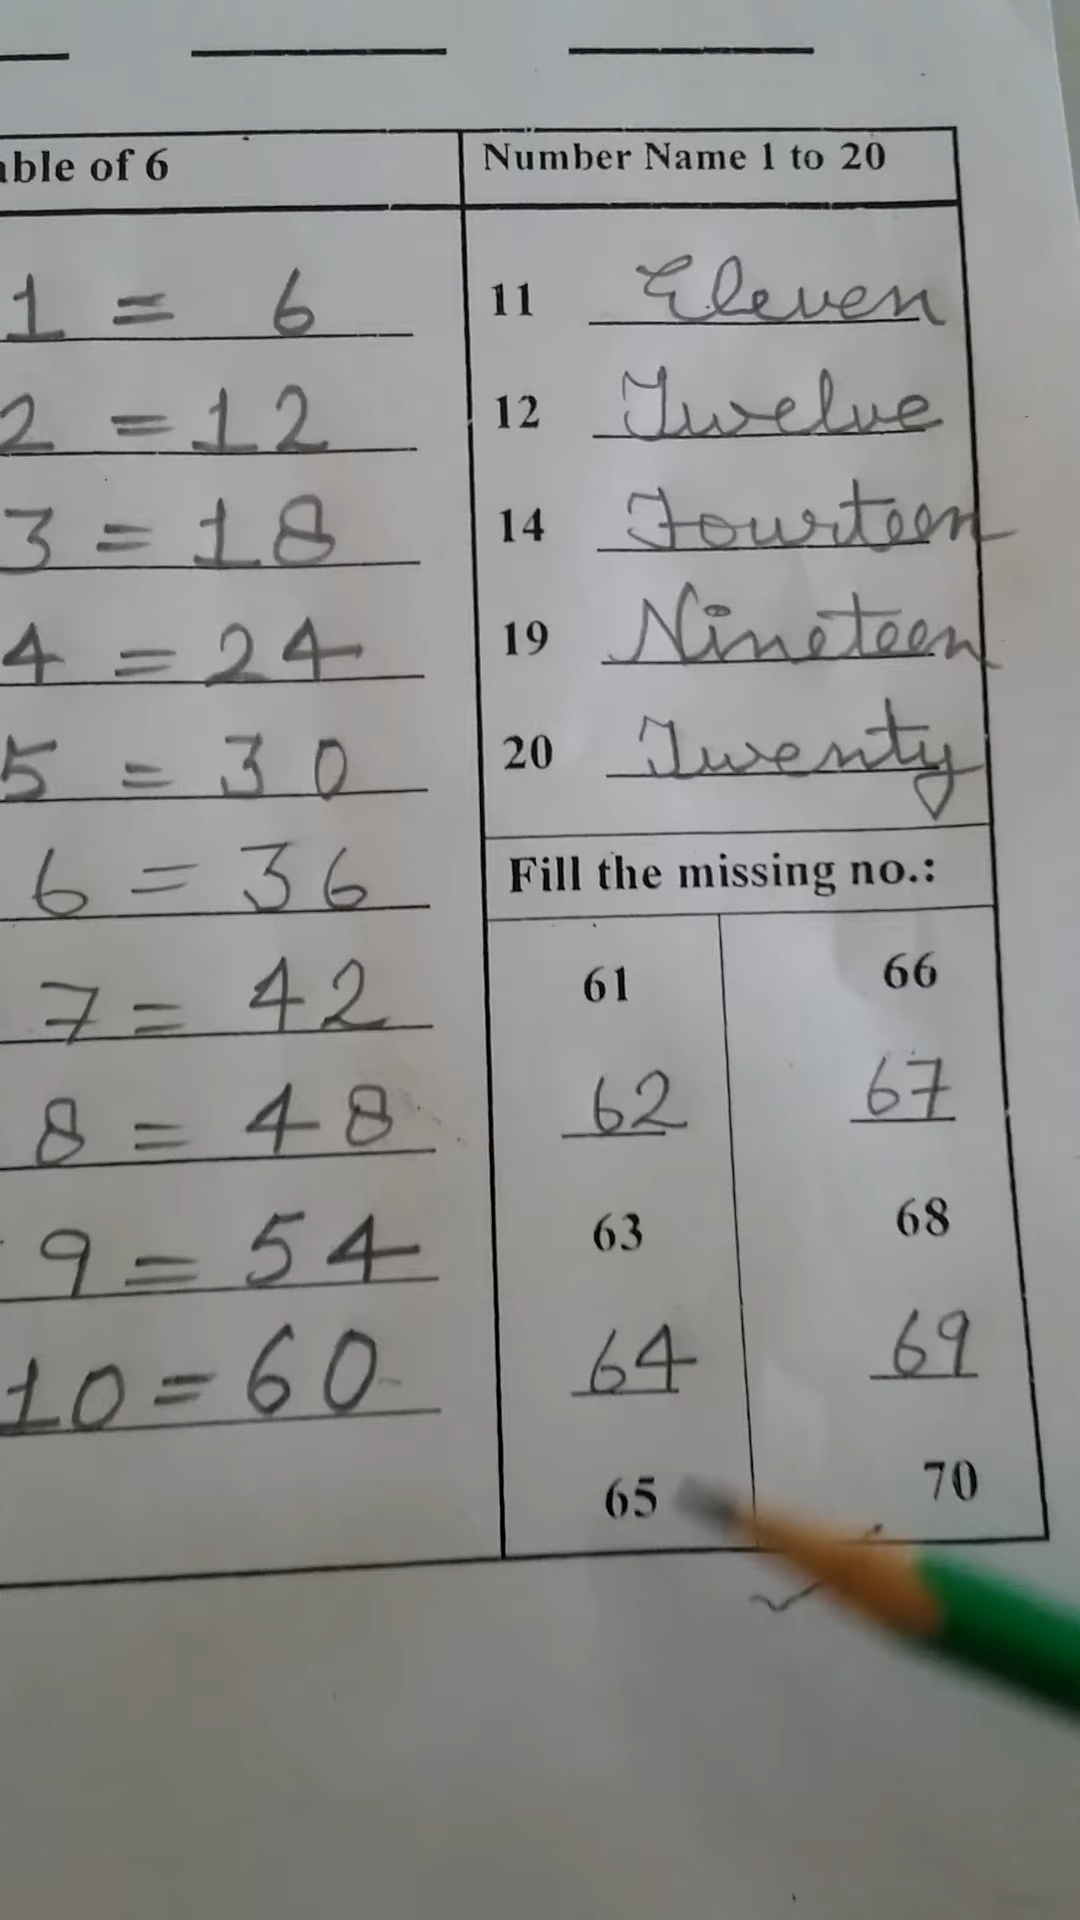 able of 6
1 = 6
2 = 12
3 = 18
4 = 24
5 = 30
6 = 36
7 = 42
8 = 48
9 = 54
10 = 60
Number Name 1 to 20
11 Eleven
12 Twelve
14 Fourteen
19 Nineteen
20 Twenty
Fill the missing no.:
61 66
62 67
63 68
64 69
65 70